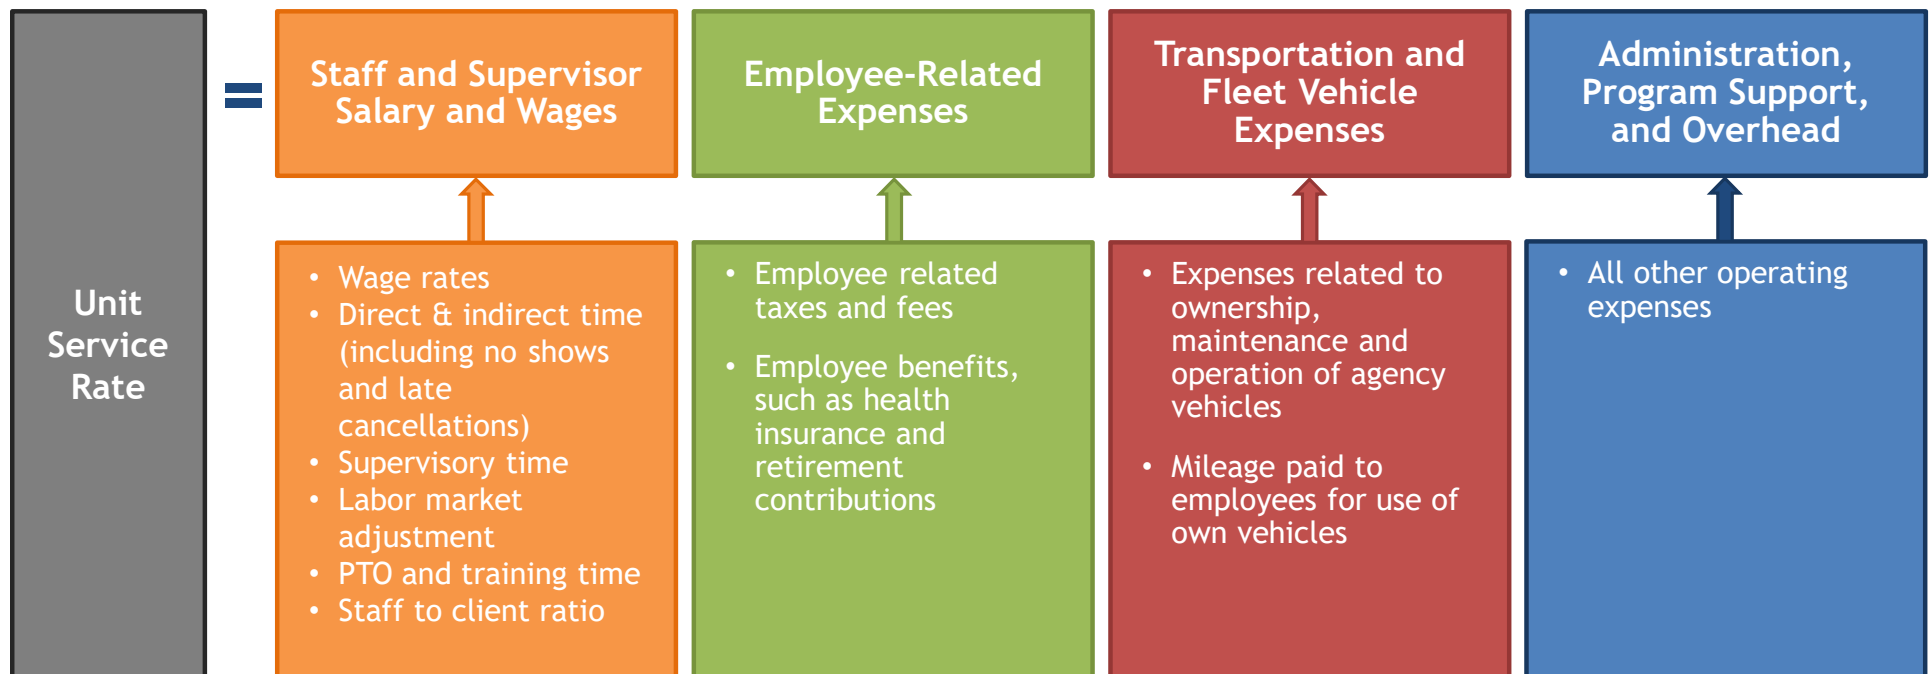 Unit
Service
Rate
=
Staff and Supervisor
Salary and Wages
• Wage rates
• Direct & indirect time
(including no shows
and late
cancellations)
• Supervisory time
• Labor market
adjustment
• PTO and training time
• Staff to client ratio
Employee-Related
Expenses
• Employee related
taxes and fees
• Employee benefits,
such as health
insurance and
retirement
contributions
Transportation and
Fleet Vehicle
Expenses
• Expenses related to
ownership,
maintenance and
operation of agency
vehicles
• Mileage paid to
employees for use of
own vehicles
Administration,
Program Support,
and Overhead
• All other operating
expenses